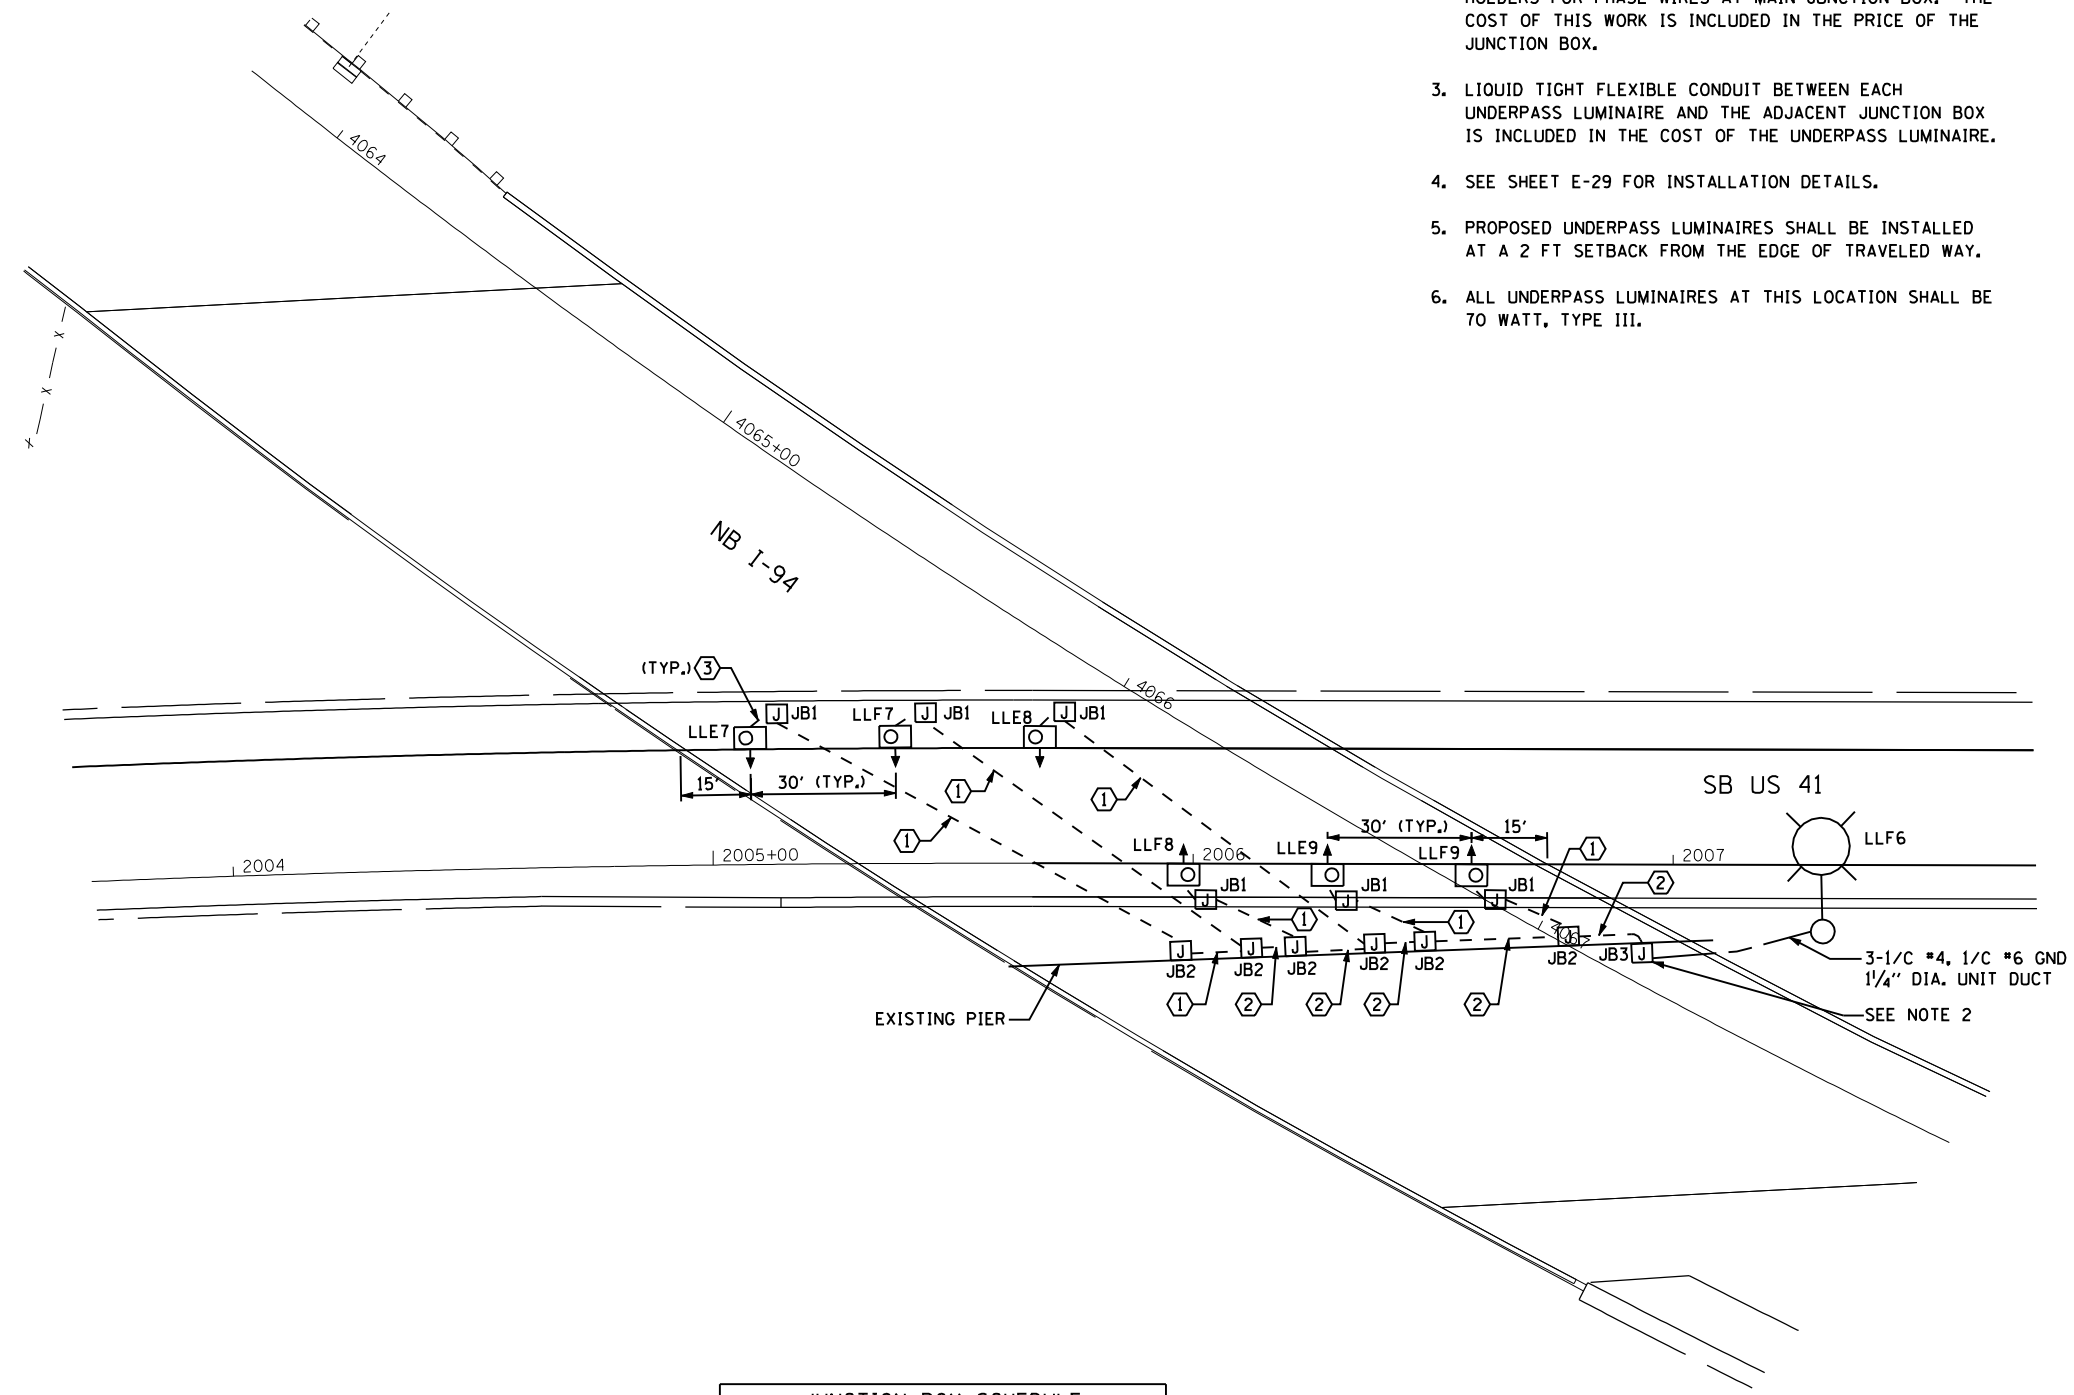 HOLDERS FOR PHASE WIRES AT MAIN JUNCTION BOX. THE
COST OF THIS WORK IS INCLUDED IN THE PRICE OF THE
JUNCTION BOX.
3. LIQUID TIGHT FLEXIBLE CONDUIT BETWEEN EACH
UNDERPASS LUMINAIRE AND THE ADJACENT JUNCTION BOX
IS INCLUDED IN THE COST OF THE UNDERPASS LUMINAIRE.
4. SEE SHEET E-29 FOR INSTALLATION DETAILS.
5. PROPOSED UNDERPASS LUMINAIRES SHALL BE INSTALLED
AT A 2 FT SETBACK FROM THE EDGE OF TRAVELED WAY.
6. ALL UNDERPASS LUMINAIRES AT THIS LOCATION SHALL BE
70 WATT, TYPE III.
4064
X
X
X
4065+00
NB I-94
4066
(TYP.) 3
LLE7
J JB1
LLF7
J JB1
LLE8
J JB1
15'
30' (TYP.)
1
1
1
SB US 41
30' (TYP.)
15'
LLF8
2006
LLE9
LLF9
1
2007
LLF6
2004
2005+00
2
J JB1
J JB1
J JB1
1
1
4067
J JB2
J JB2
J JB2
J JB2
J JB2
J JB2
JB3 J
1
2
2
2
2
3-1/C #4, 1/C #6 GND
1¼" DIA. UNIT DUCT
SEE NOTE 2
EXISTING PIER
JUNCTION BOX SCHEDULE